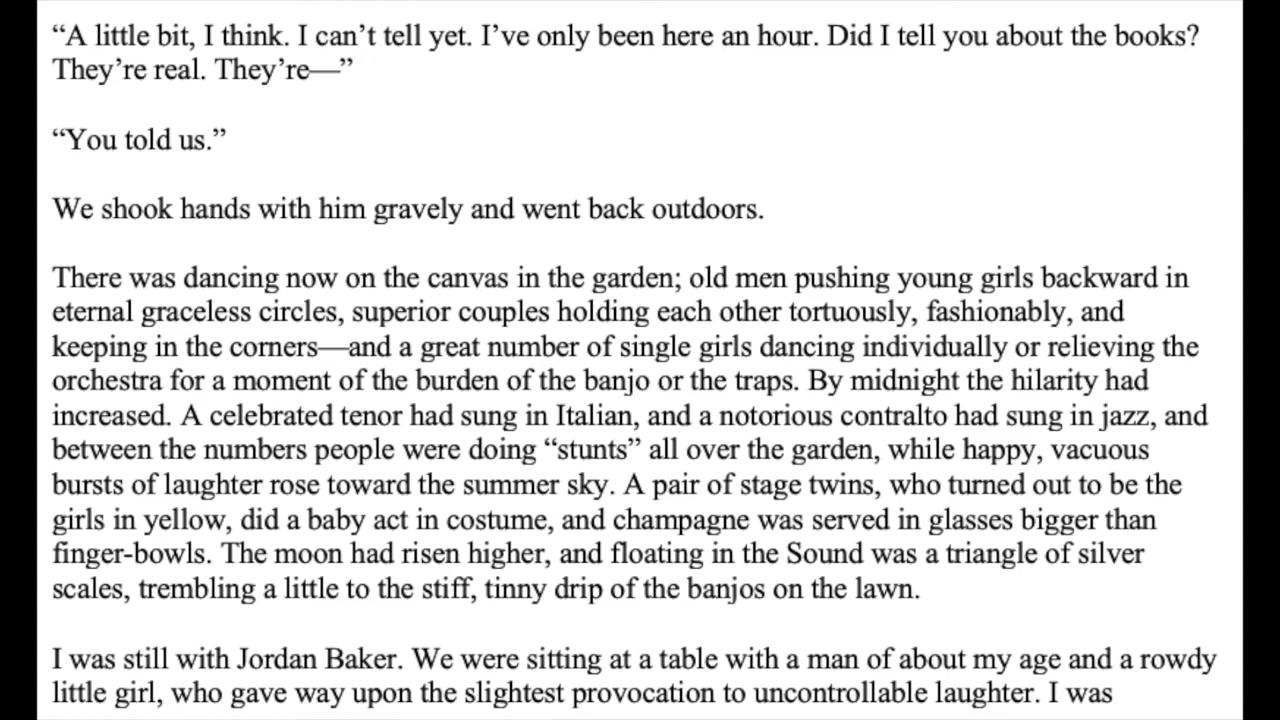 “A little bit, I think. I can’t tell yet. I’ve only been here an hour. Did I tell you about the books?
They’re real. They’re—”
“You told us.”
We shook hands with him gravely and went back outdoors.
There was dancing now on the canvas in the garden; old men pushing young girls backward in
eternal graceless circles, superior couples holding each other tortuously, fashionably, and
keeping in the corners—and a great number of single girls dancing individually or relieving the
orchestra for a moment of the burden of the banjo or the traps. By midnight the hilarity had
increased. A celebrated tenor had sung in Italian, and a notorious contralto had sung in jazz, and
between the numbers people were doing “stunts” all over the garden, while happy, vacuous
bursts of laughter rose toward the summer sky. A pair of stage twins, who turned out to be the
girls in yellow, did a baby act in costume, and champagne was served in glasses bigger than
finger-bowls. The moon had risen higher, and floating in the Sound was a triangle of silver
scales, trembling a little to the stiff, tinny drip of the banjos on the lawn.
I was still with Jordan Baker. We were sitting at a table with a man of about my age and a rowdy
little girl, who gave way upon the slightest provocation to uncontrollable laughter. I was